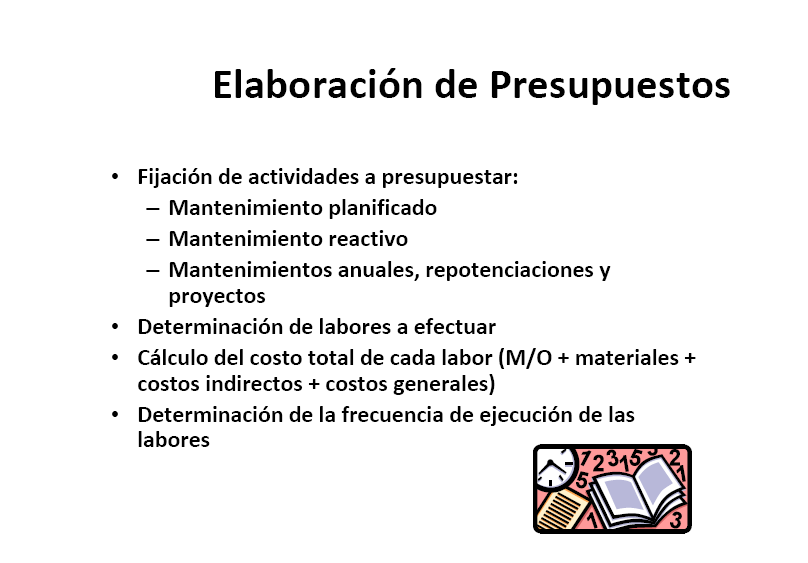 Elaboración de Presupuestos
• Fijación de actividades a presupuestar:
– Mantenimiento planificado
– Mantenimiento reactivo
– Mantenimientos anuales, repotenciaciones y
proyectos
• Determinación de labores a efectuar
• Cálculo del costo total de cada labor (M/O + materiales +
costos indirectos + costos generales)
• Determinación de la frecuencia de ejecución de las
labores